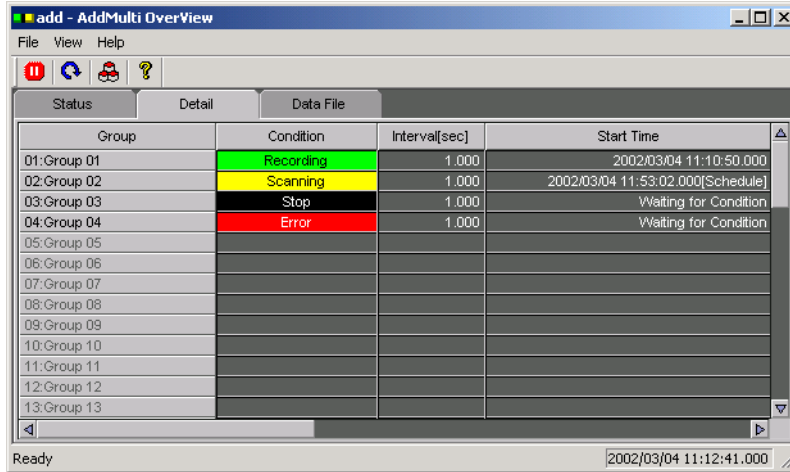 add - AddMulti OverView
File View Help
Status Detail Data File
Group Condition Interval[sec] Start Time
01:Group 01 Recording 1.000 2002/03/04 11:10:50.000
02:Group 02 Scanning 1.000 2002/03/04 11:53:02.000[Schedule]
03:Group 03 Stop 1.000 Waiting for Condition
04:Group 04 Error 1.000 Waiting for Condition
05:Group 05
06:Group 06
07:Group 07
08:Group 08
09:Group 09
10:Group 10
11:Group 11
12:Group 12
13:Group 13
Ready 2002/03/04 11:12:41.000